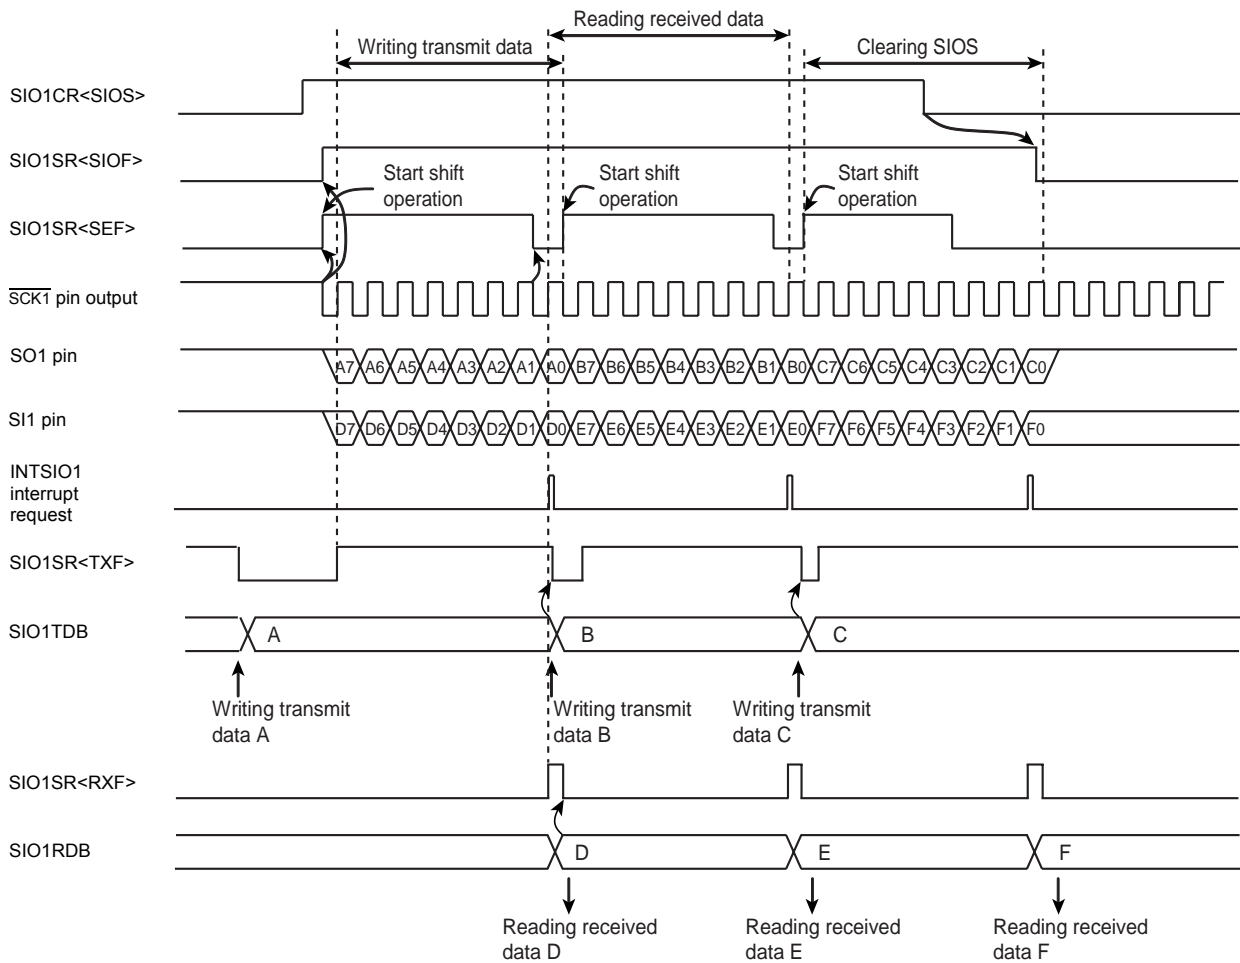 Reading received data
Writing transmit data
Clearing SIOS
SIO1CR<SIOS>
SIO1SR<SIOF>
Start shift
operation
Start shift
operation
Start shift
operation
SIO1SR<SEF>
SCK1 pin output
SO1 pin
A7 A6 A5 A4 A3 A2 A1 A0 B7 B6 B5 B4 B3 B2 B1 B0 C7 C6 C5 C4 C3 C2 C1 C0
SI1 pin
D7 D6 D5 D4 D3 D2 D1 D0 E7 E6 E5 E4 E3 E2 E1 E0 F7 F6 F5 F4 F3 F2 F1 F0
INTSIO1
interrupt
request
SIO1SR<TXF>
SIO1TDB
A
B
C
Writing transmit
data A
Writing transmit
data B
Writing transmit
data C
SIO1SR<RXF>
SIO1RDB
D
E
F
Reading received
data D
Reading received
data E
Reading received
data F